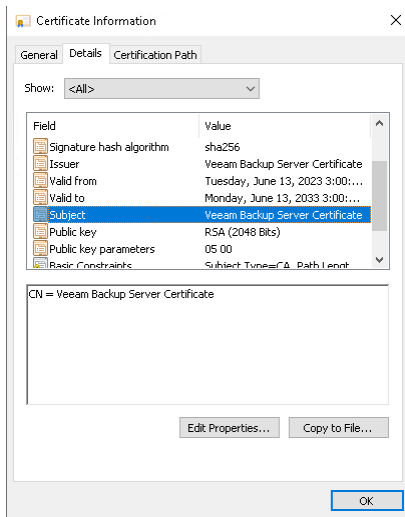 Certificate Information
General Details Certification Path
Show: <All>
Field Value
Signature hash algorithm sha256
Issuer Veeam Backup Server Certificate
Valid from Tuesday, June 13, 2023 3:00:...
Valid to Monday, June 13, 2033 3:00:...
Subject Veeam Backup Server Certificate
Public key RSA (2048 Bits)
Public key parameters 05 00
Basic Constraints Subject Type=CA, Path Lengt...
CN = Veeam Backup Server Certificate
Edit Properties... Copy to File...
OK